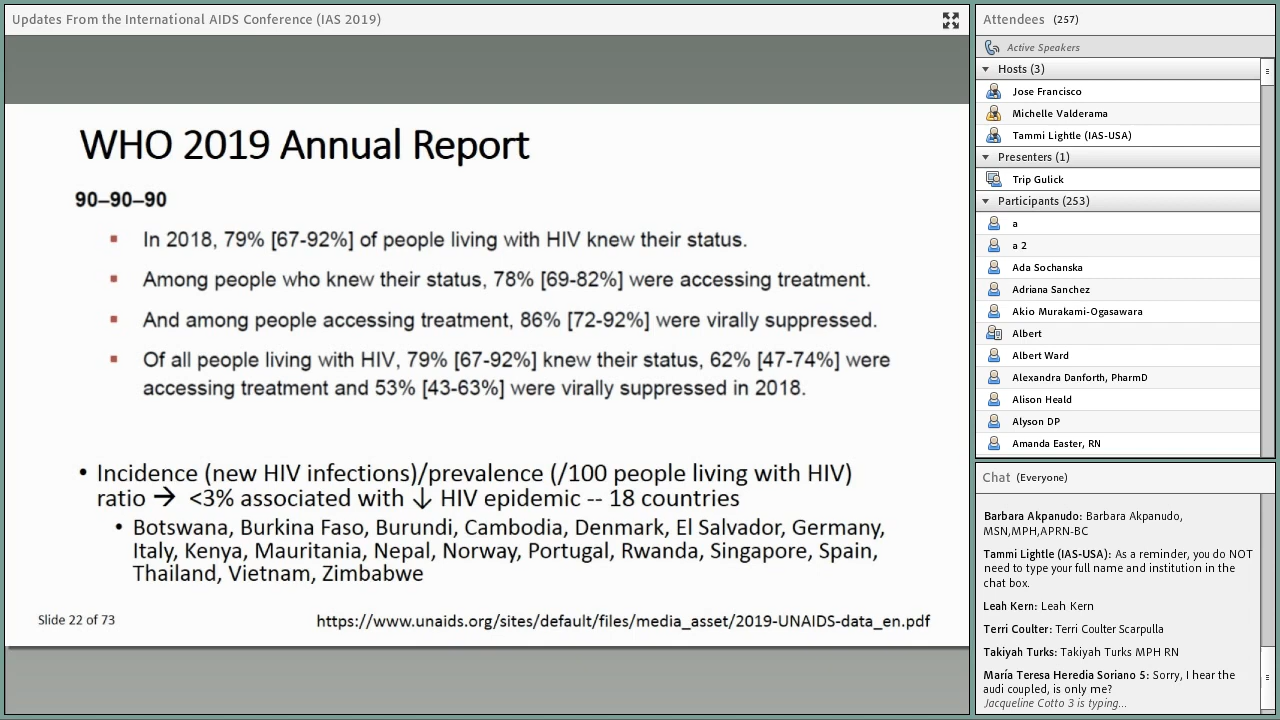 Updates From the International AIDS Conference (IAS 2019)
WHO 2019 Annual Report
90–90–90
▪ In 2018, 79% [67-92%] of people living with HIV knew their status.
▪ Among people who knew their status, 78% [69-82%] were accessing treatment.
▪ And among people accessing treatment, 86% [72-92%] were virally suppressed.
▪ Of all people living with HIV, 79% [67-92%] knew their status, 62% [47-74%] were
accessing treatment and 53% [43-63%] were virally suppressed in 2018.
• Incidence (new HIV infections)/prevalence (/100 people living with HIV)
ratio → <3% associated with ↓ HIV epidemic -- 18 countries
• Botswana, Burkina Faso, Burundi, Cambodia, Denmark, El Salvador, Germany,
Italy, Kenya, Mauritania, Nepal, Norway, Portugal, Rwanda, Singapore, Spain,
Thailand, Vietnam, Zimbabwe
Slide 22 of 73
https://www.unaids.org/sites/default/files/media_asset/2019-UNAIDS-data_en.pdf
Attendees (257)
Active Speakers
Hosts (3)
Jose Francisco
Michelle Valderama
Tammi Lightle (IAS-USA)
Presenters (1)
Trip Gulick
Participants (253)
a
a 2
Ada Sochanska
Adriana Sanchez
Akio Murakami-Ogasawara
Albert
Albert Ward
Alexandra Danforth, PharmD
Alison Heald
Alyson DP
Amanda Easter, RN
Chat (Everyone)
Barbara Akpanudo: Barbara Akpanudo,
MSN,MPH,APRN-BC
Tammi Lightle (IAS-USA): As a reminder, you do NOT
need to type your full name and institution in the
chat box.
Leah Kern: Leah Kern
Terri Coulter: Terri Coulter Scarpulla
Takiyah Turks: Takiyah Turks MPH RN
María Teresa Heredia Soriano 5: Sorry, I hear the
audi coupled, is only me?
Jacqueline Cotto 3 is typing...